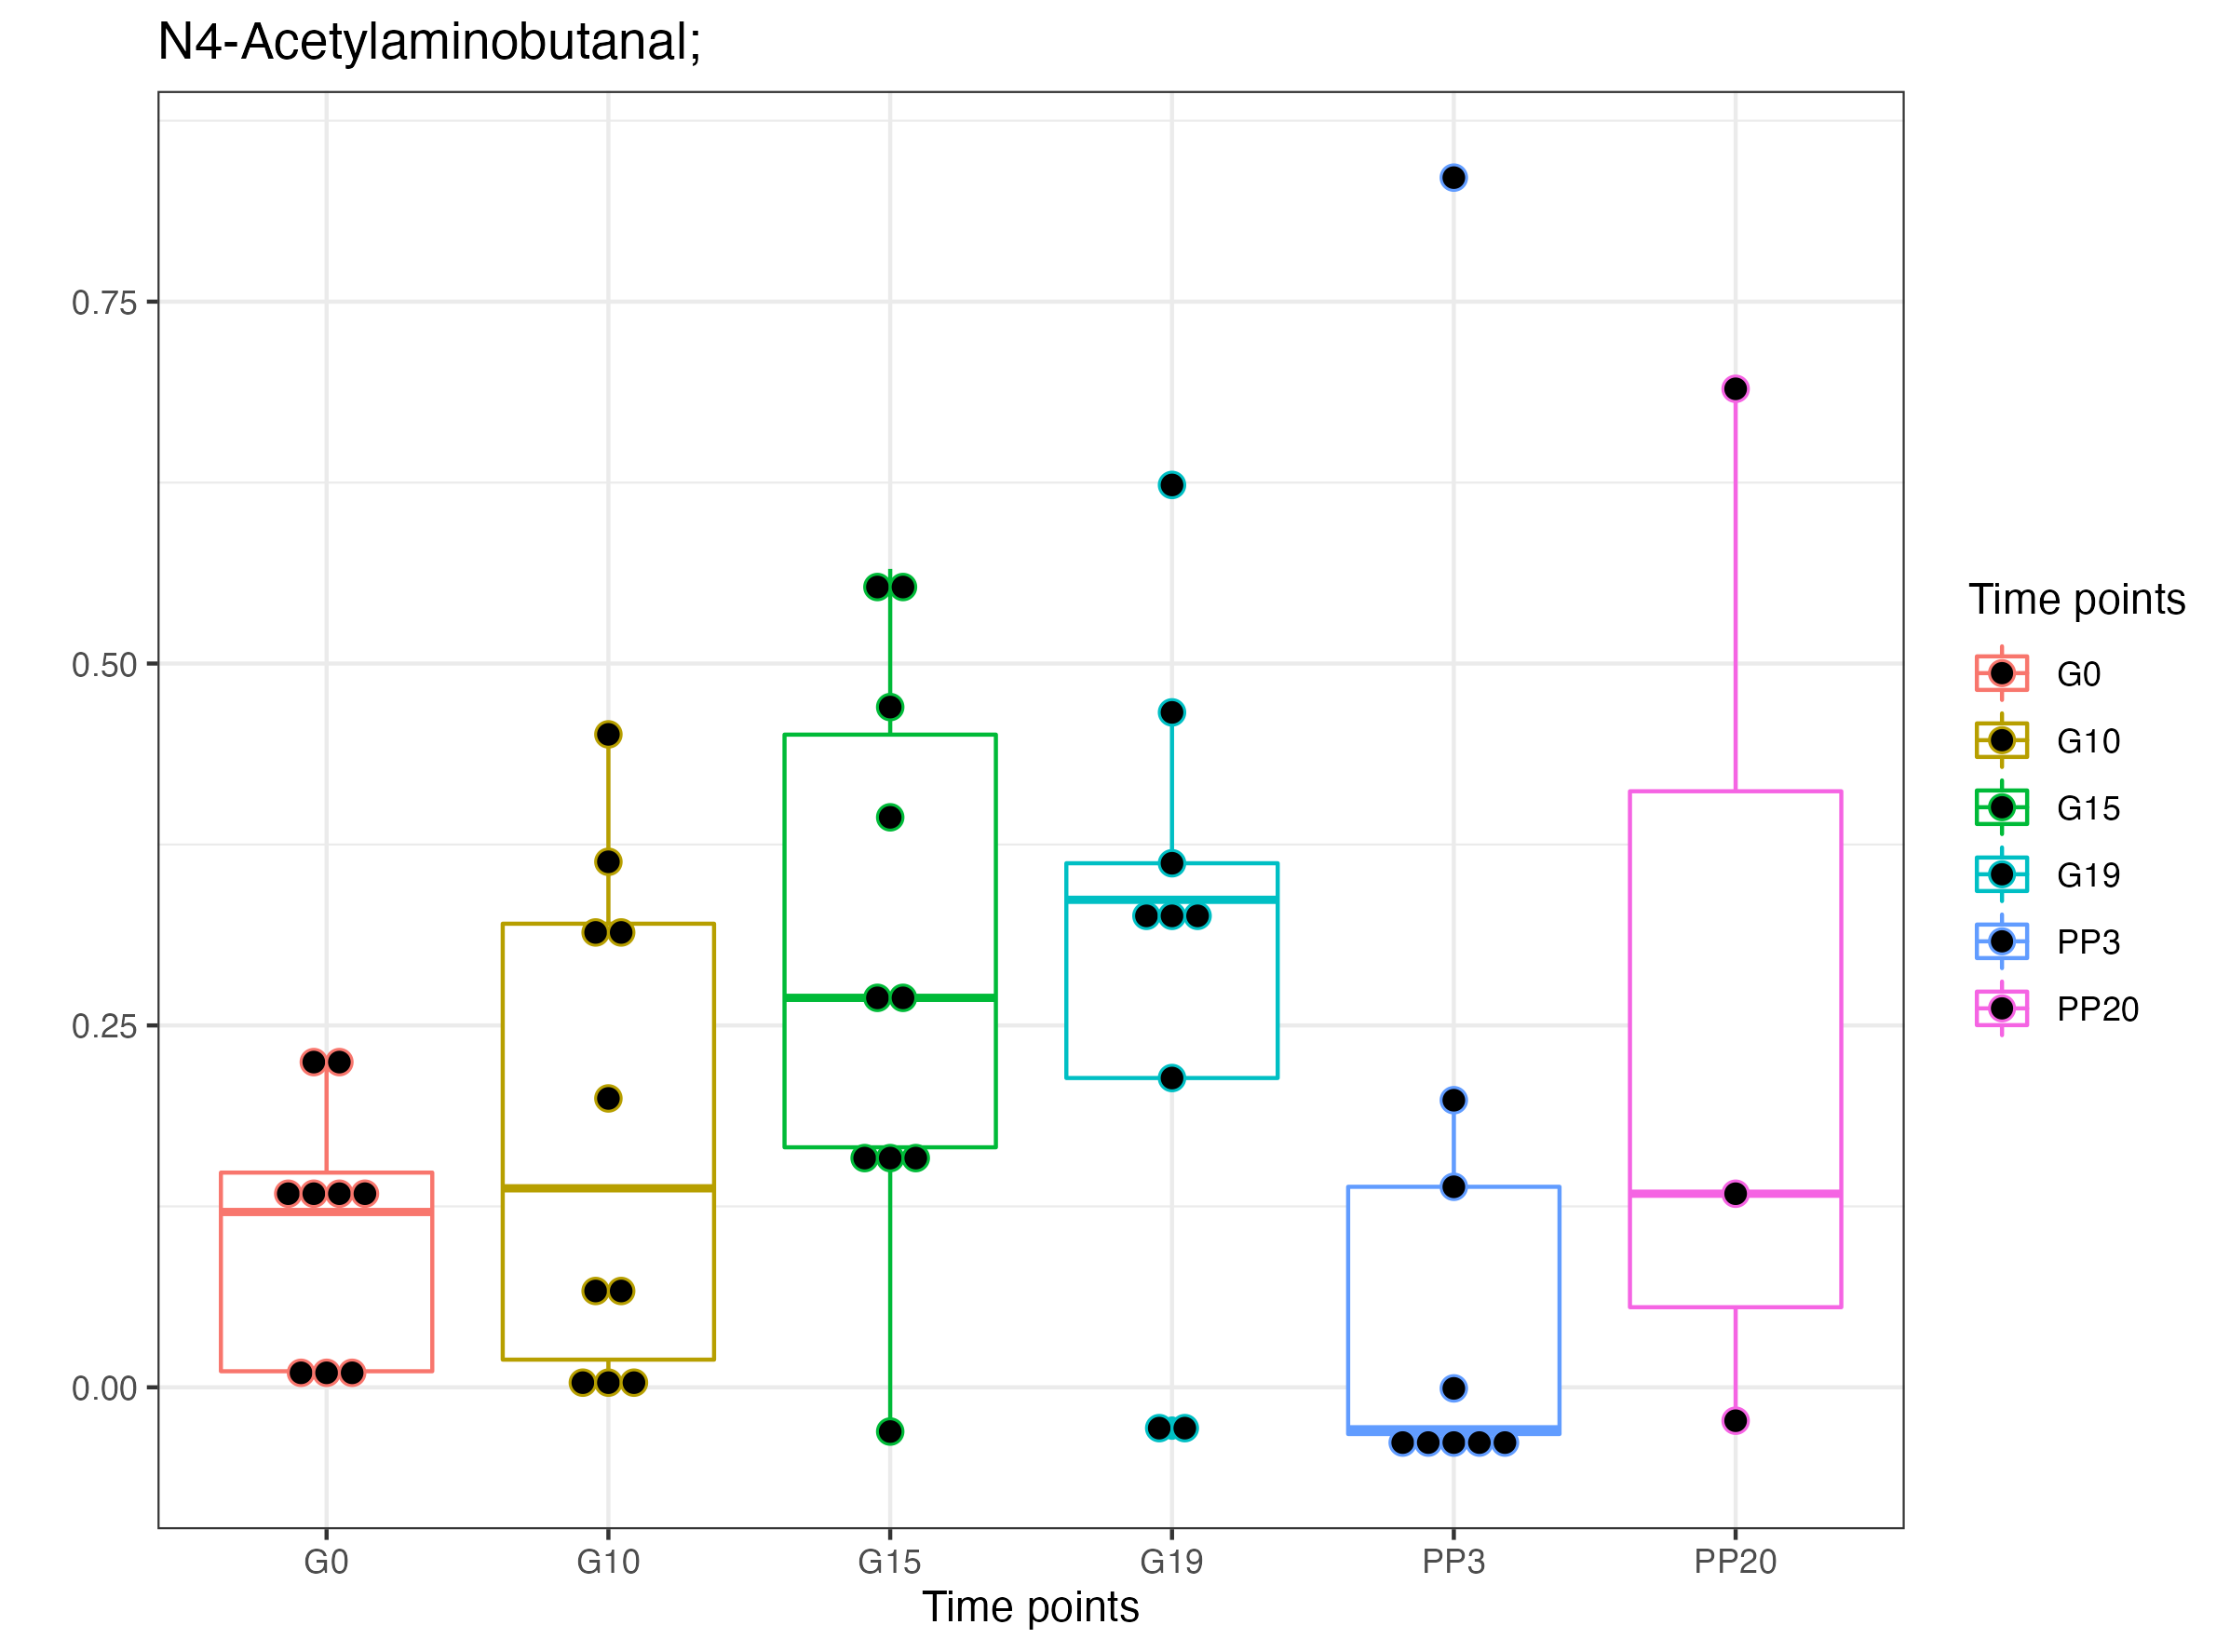 N4-Acetylaminobutanal;
0.75
0.50
0.25
0.00
G0 G10 G15 G19 PP3 PP20
Time points
Time points
G0
G10
G15
G19
PP3
PP20